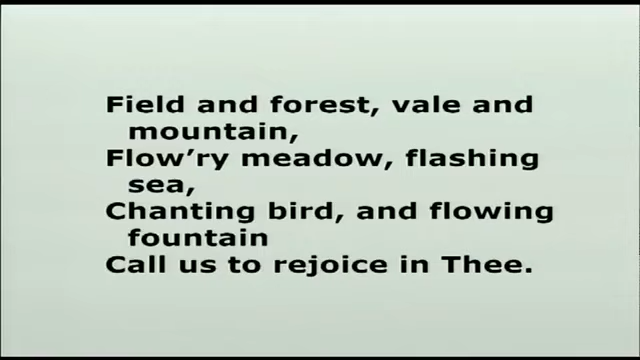 Field and forest, vale and
mountain,
Flow’ry meadow, flashing
sea,
Chanting bird, and flowing
fountain
Call us to rejoice in Thee.